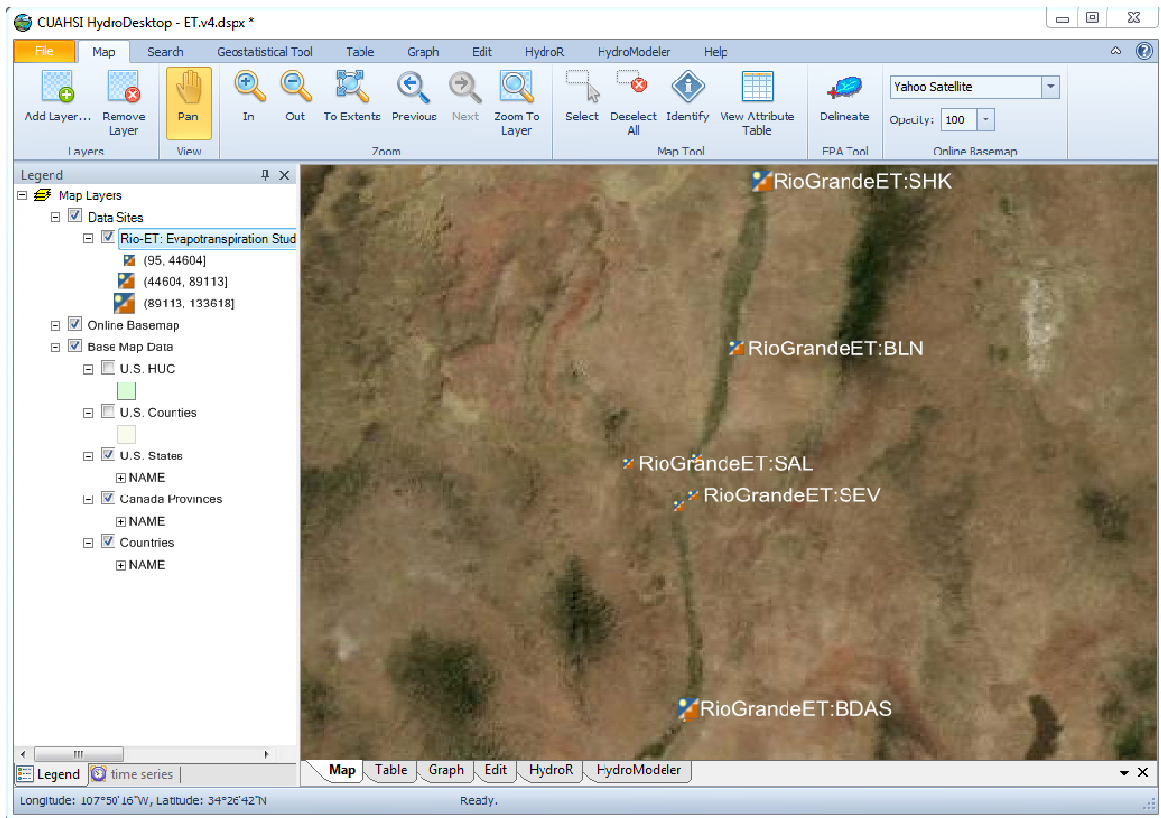 CUAHSI HydroDesktop - ET.v4.dspx *
File Map Search Geostatistical Tool Table Graph Edit HydroR HydroModeler Help
Add Layer... Remove Layer Pan In Out To Extents Previous Next Zoom To Layer Select Deselect All Identify View Attribute Table Delineate
Yahoo Satellite
Opacity: 100
Layers View Zoom Map Tool EPA Tool Online Basemap
Legend
Map Layers
Data Sites
Rio-ET: Evapotranspiration Stud
(95, 44604]
(44604, 89113]
(89113, 133618]
Online Basemap
Base Map Data
U.S. HUC
U.S. Counties
U.S. States
NAME
Canada Provinces
NAME
Countries
NAME
RioGrandeET:SHK
RioGrandeET:BLN
RioGrandeET:SAL
RioGrandeET:SEV
RioGrandeET:BDAS
Legend time series
Map Table Graph Edit HydroR HydroModeler
Longitude: 107°50'16"W, Latitude: 34°26'42"N
Ready.